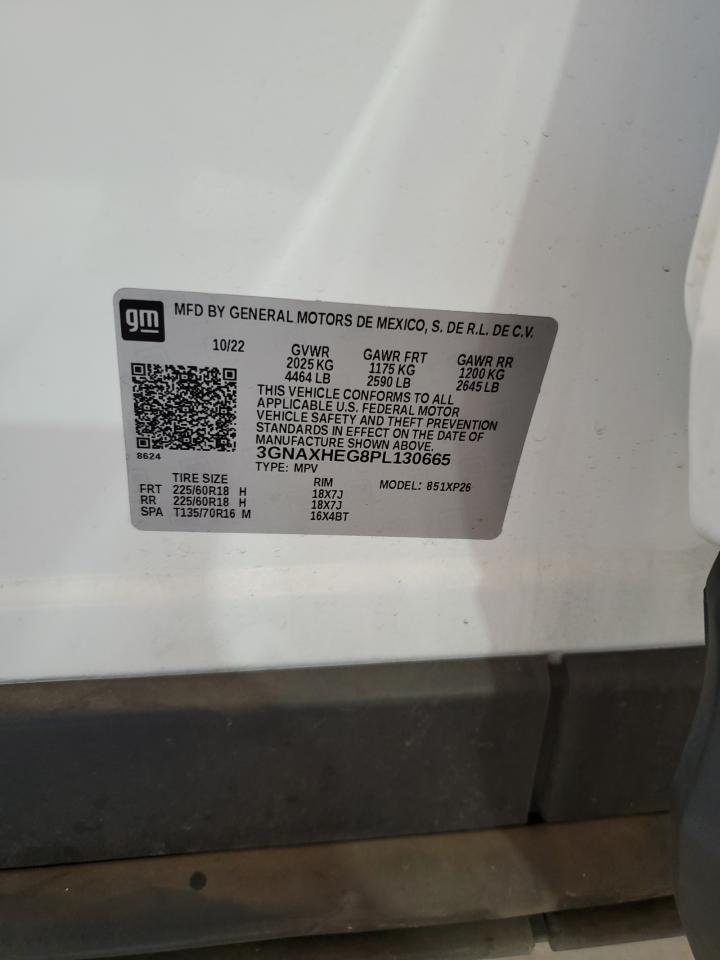 gm
MFD BY GENERAL MOTORS DE MEXICO, S. DE R.L. DE C.V.
10/22 GVWR GAWR FRT GAWR RR
2025 KG 1175 KG 1200 KG
4464 LB 2590 LB 2645 LB
THIS VEHICLE CONFORMS TO ALL
APPLICABLE U.S. FEDERAL MOTOR
VEHICLE SAFETY AND THEFT PREVENTION
STANDARDS IN EFFECT ON THE DATE OF
MANUFACTURE SHOWN ABOVE.
8624 3GNAXHEG8PL130665
TYPE: MPV
TIRE SIZE RIM MODEL: 851XP26
FRT 225/60R18 H 18X7J
RR 225/60R18 H 18X7J
SPA T135/70R16 M 16X4BT